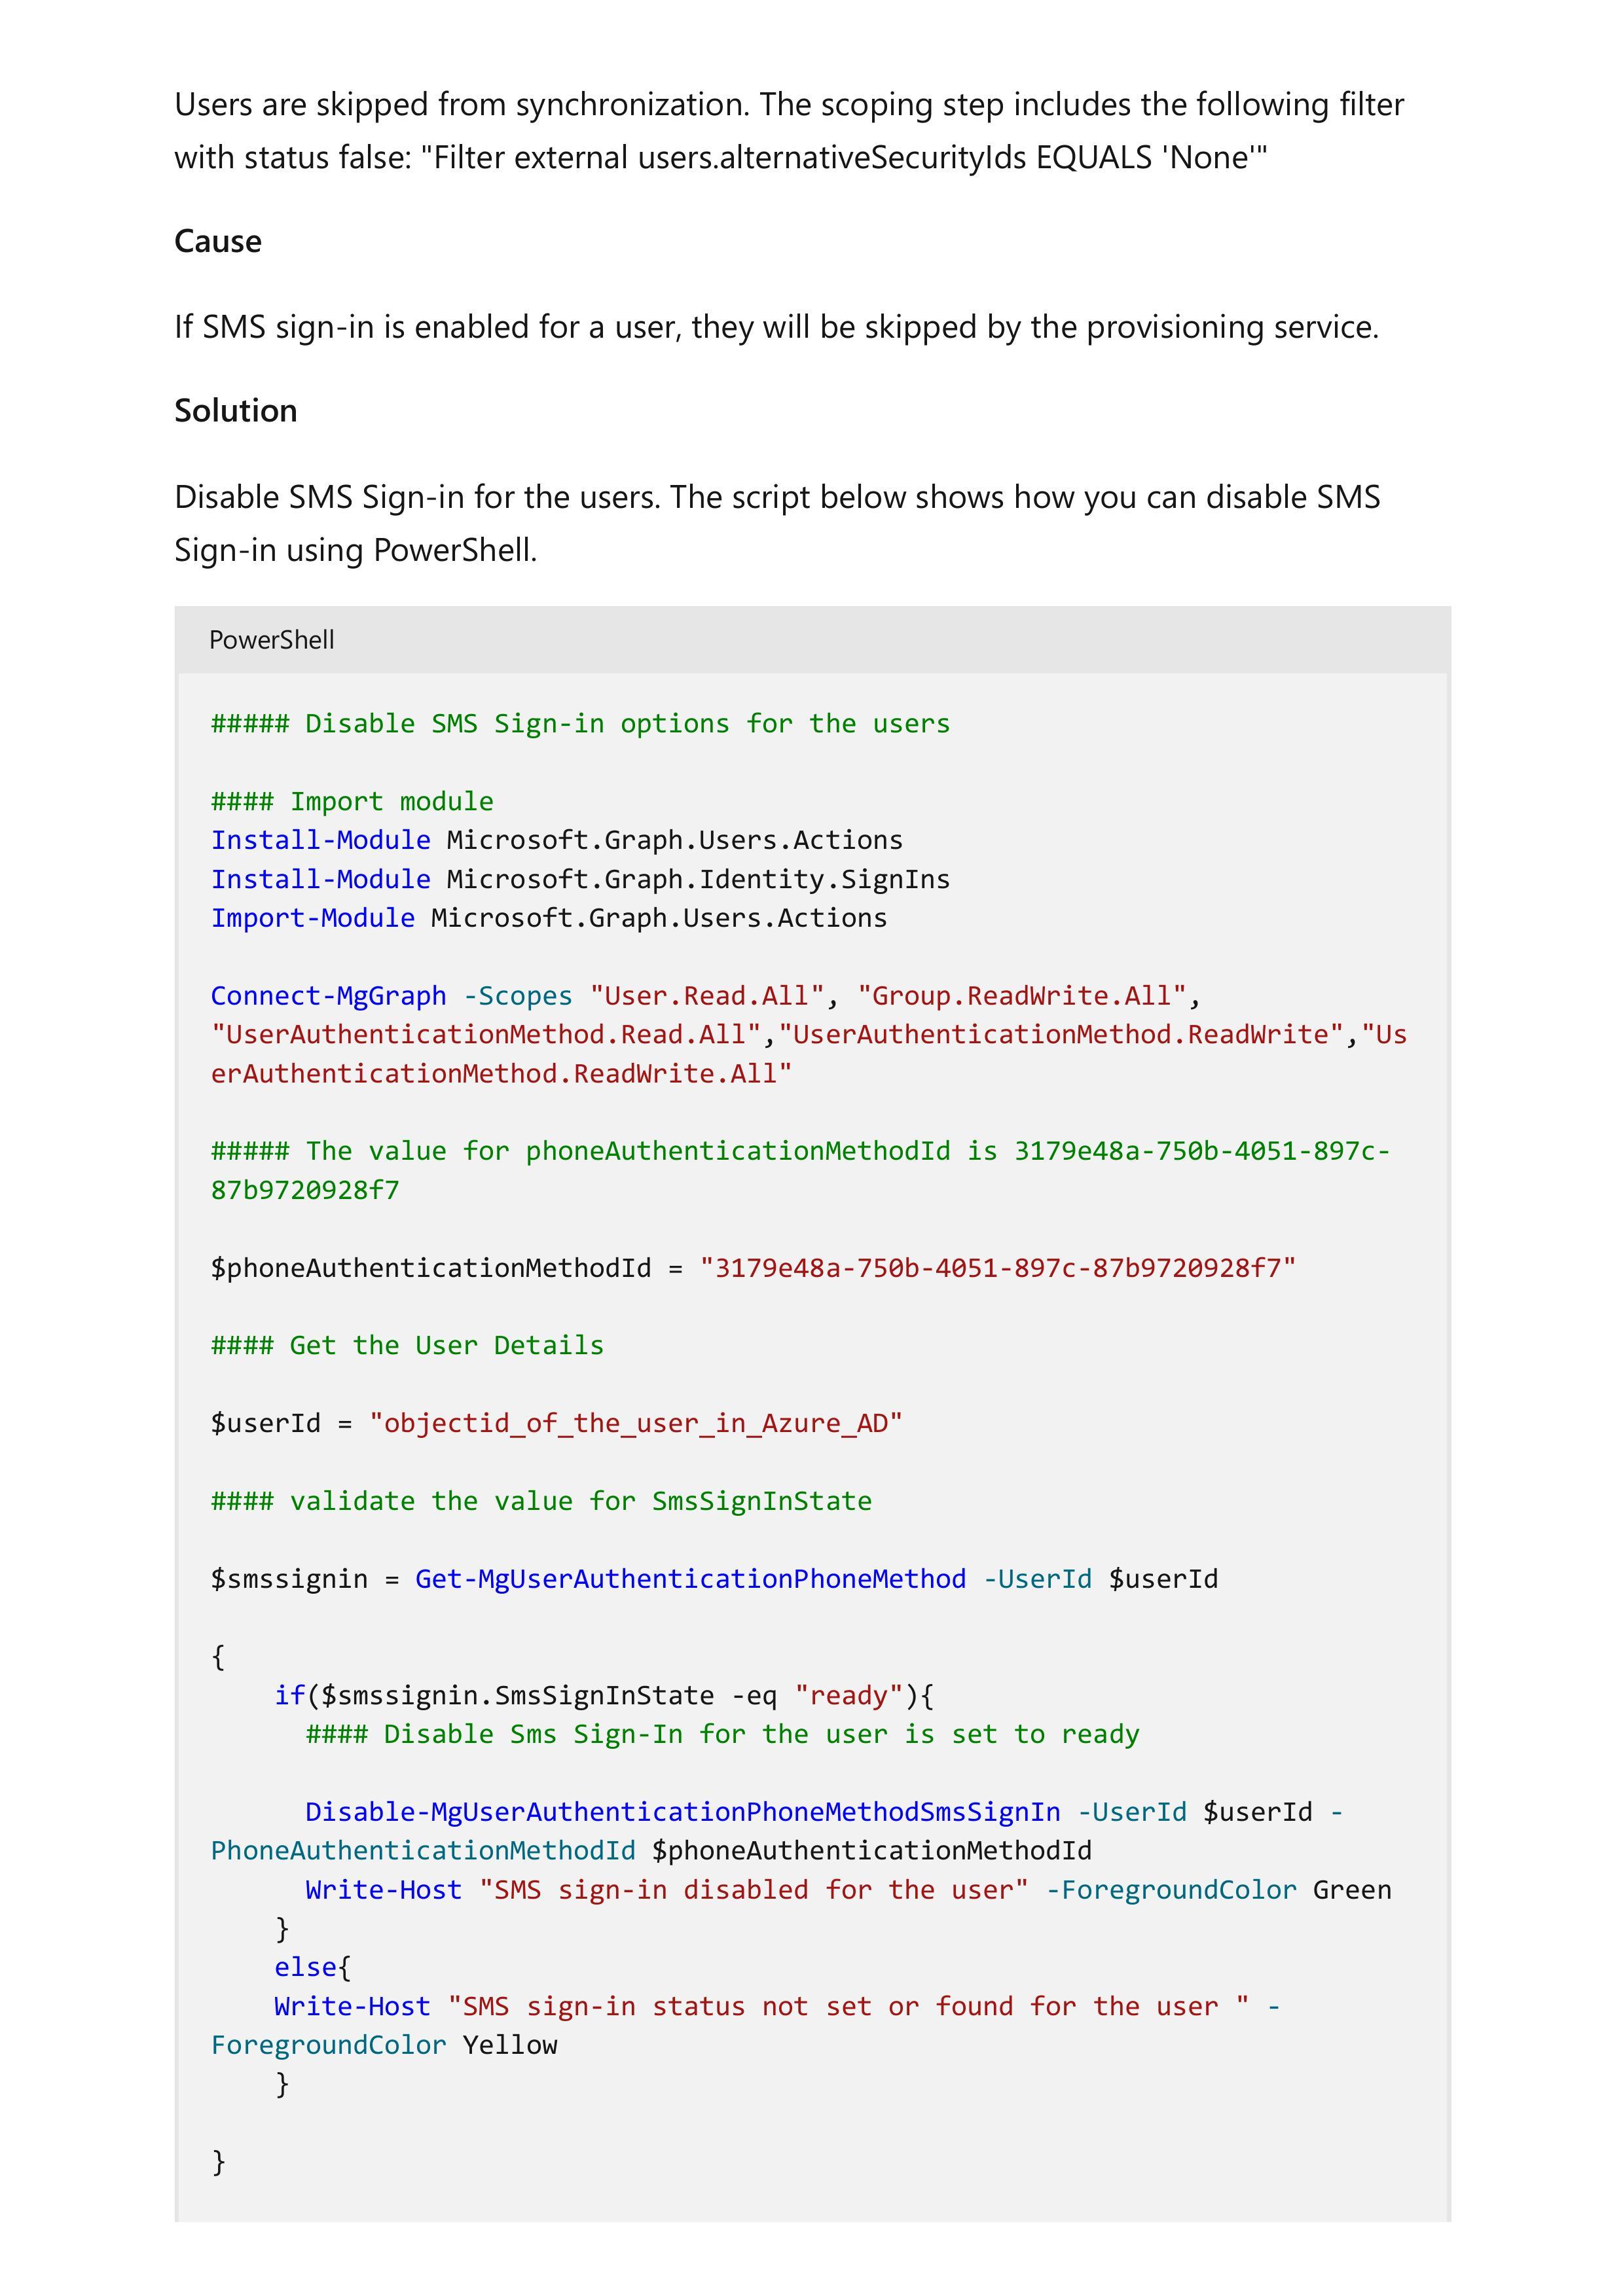 Users are skipped from synchronization. The scoping step includes the following filter
with status false: "Filter external users.alternativeSecurityIds EQUALS 'None'"
Cause
If SMS sign-in is enabled for a user, they will be skipped by the provisioning service.
Solution
Disable SMS Sign-in for the users. The script below shows how you can disable SMS
Sign-in using PowerShell.
PowerShell
##### Disable SMS Sign-in options for the users
#### Import module
Install-Module Microsoft.Graph.Users.Actions
Install-Module Microsoft.Graph.Identity.SignIns
Import-Module Microsoft.Graph.Users.Actions
Connect-MgGraph -Scopes "User.Read.All", "Group.ReadWrite.All",
"UserAuthenticationMethod.Read.All","UserAuthenticationMethod.ReadWrite","Us
erAuthenticationMethod.ReadWrite.All"
##### The value for phoneAuthenticationMethodId is 3179e48a-750b-4051-897c-
87b9720928f7
$phoneAuthenticationMethodId = "3179e48a-750b-4051-897c-87b9720928f7"
#### Get the User Details
$userId = "objectid_of_the_user_in_Azure_AD"
#### validate the value for SmsSignInState
$smssignin = Get-MgUserAuthenticationPhoneMethod -UserId $userId
{
    if($smssignin.SmsSignInState -eq "ready"){
      #### Disable Sms Sign-In for the user is set to ready
      Disable-MgUserAuthenticationPhoneMethodSmsSignIn -UserId $userId -
PhoneAuthenticationMethodId $phoneAuthenticationMethodId
      Write-Host "SMS sign-in disabled for the user" -ForegroundColor Green
    }
    else{
    Write-Host "SMS sign-in status not set or found for the user " -
ForegroundColor Yellow
    }
}